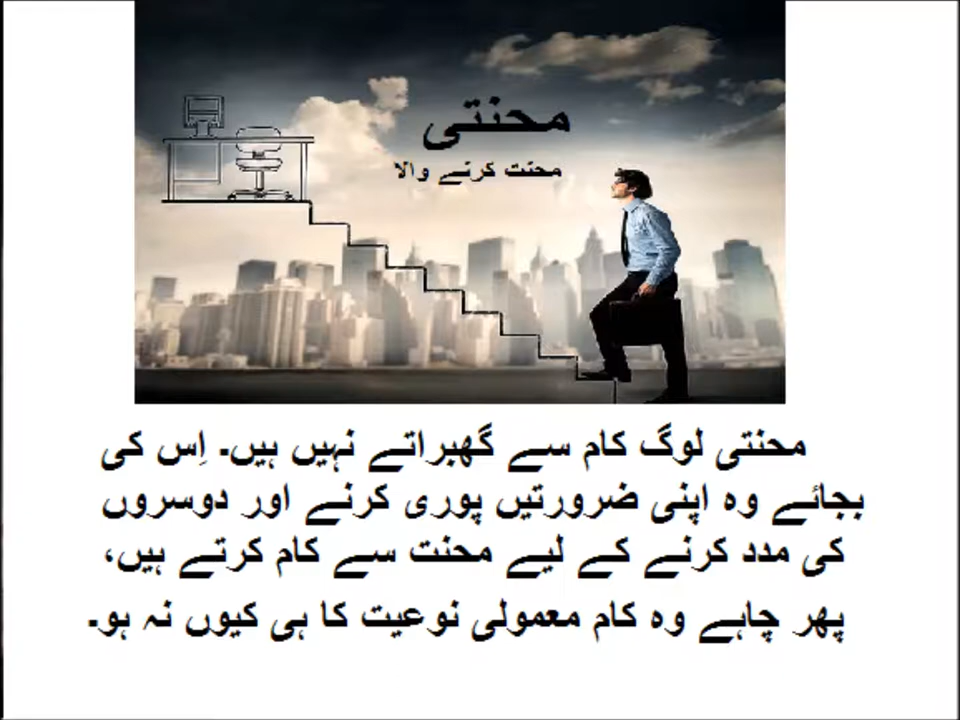 محنتی
محنت کرنے والا
محنتی لوگ کام سے گھبراتے نہیں ہیں۔ اِس کی
بجائے وہ اپنی ضرورتیں پوری کرنے اور دوسروں
کی مدد کرنے کے لیے محنت سے کام کرتے ہیں،
پھر چاہے وہ کام معمولی نوعیت کا ہی کیوں نہ ہو۔